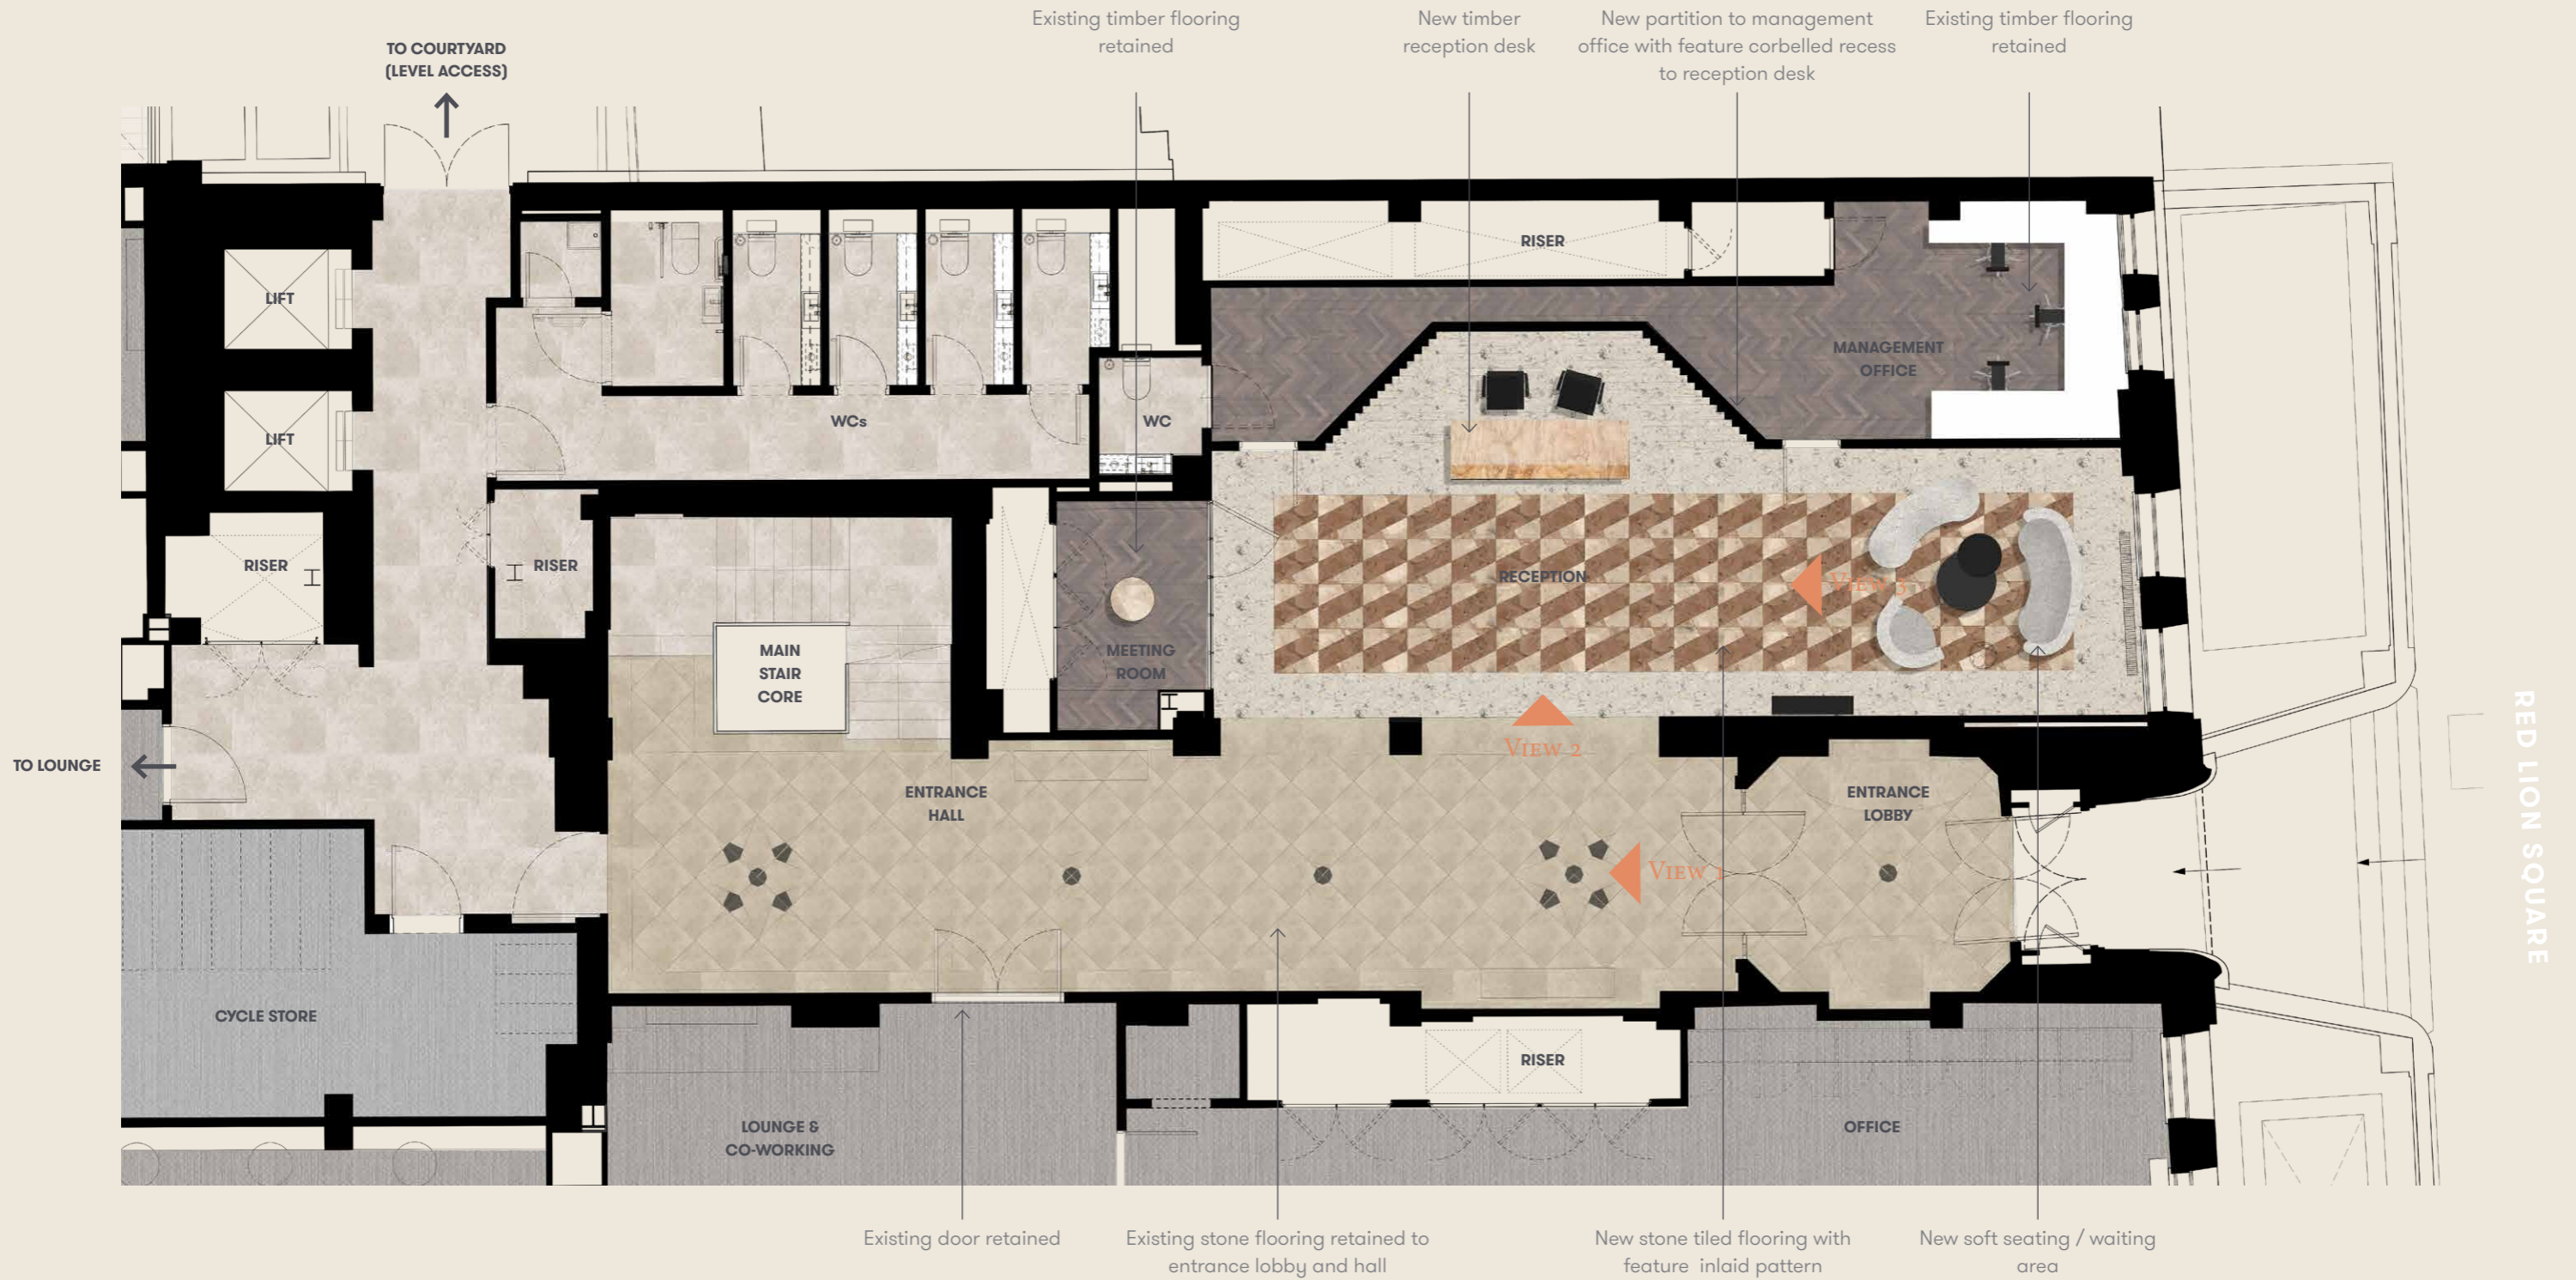 Existing timber flooring
retained
New timber
reception desk
New partition to management
office with feature corbelled recess
to reception desk
Existing timber flooring
retained
TO COURTYARD
(LEVEL ACCESS)
LIFT
RISER
MANAGEMENT
OFFICE
LIFT
WCs
WC
RISER
RISER
RECEPTION
VIEW 3
MAIN
STAIR
CORE
MEETING
ROOM
VIEW 2
TO LOUNGE
ENTRANCE
HALL
ENTRANCE
LOBBY
VIEW 1
RED LION SQUARE
CYCLE STORE
RISER
LOUNGE &
CO-WORKING
OFFICE
Existing door retained
Existing stone flooring retained to
entrance lobby and hall
New stone tiled flooring with
feature inlaid pattern
New soft seating / waiting
area